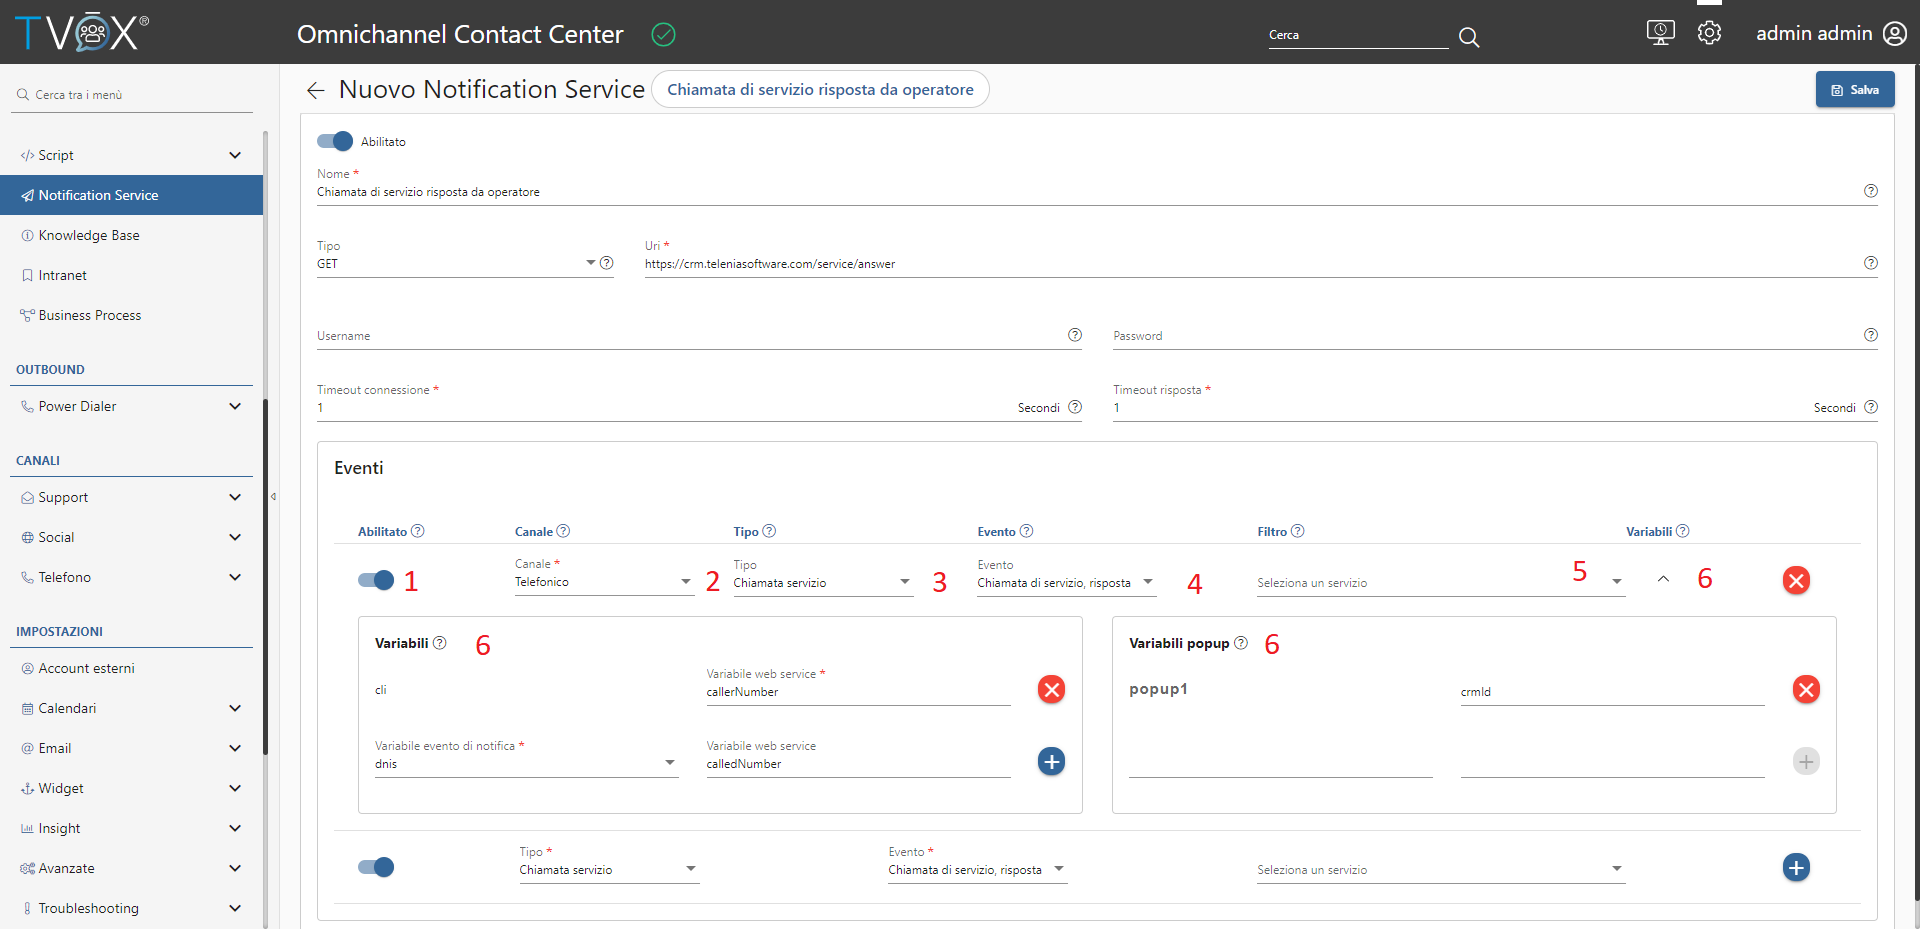 TVOX®
Omnichannel Contact Center
Cerca
admin admin
Cerca tra i menù
Script
Notification Service
Knowledge Base
Intranet
Business Process
OUTBOUND
Power Dialer
CANALI
Support
Social
Telefono
IMPOSTAZIONI
Account esterni
Calendari
Email
Widget
Insight
Avanzate
Troubleshooting
Nuovo Notification Service
Chiamata di servizio risposta da operatore
Salva
Abilitato
Nome *
Chiamata di servizio risposta da operatore
Tipo
GET
Uri *
https://crm.teleniasoftware.com/service/answer
Username
Password
Timeout connessione *
1 Secondi
Timeout risposta *
1 Secondi
Eventi
Abilitato Canale Tipo Evento Filtro Variabili
1
Canale *
Telefonico
2
Tipo
Chiamata servizio
3
Evento
Chiamata di servizio, risposta
4
Seleziona un servizio
5
6
Variabili 6
cli
Variabile web service *
callerNumber
Variabile evento di notifica *
dnis
Variabile web service
calledNumber
Variabili popup 6
popup1
crmId
Tipo *
Chiamata servizio
Evento *
Chiamata di servizio, risposta
Seleziona un servizio